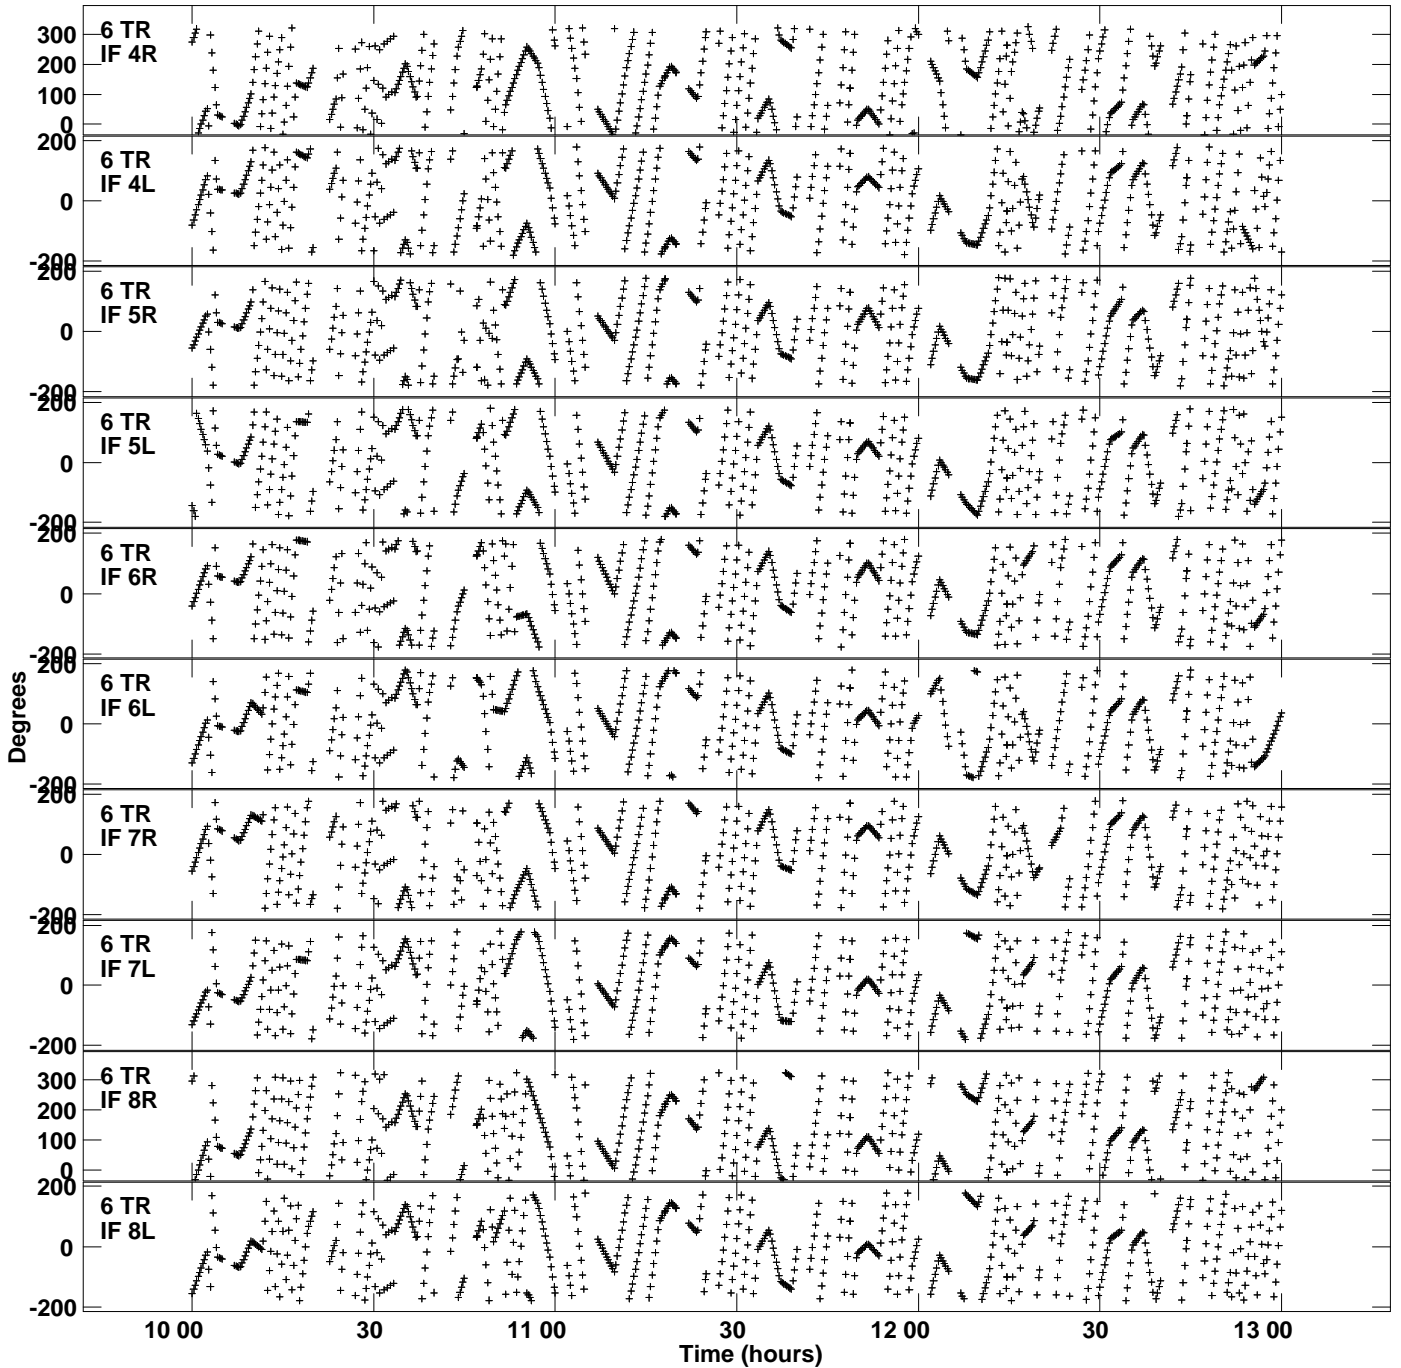 300
200
100
0
6 TR
IF 4R
200
0
-200
6 TR
IF 4L
200
0
-200
6 TR
IF 5R
200
0
-200
6 TR
IF 5L
200
0
-200
6 TR
IF 6R
200
0
-200
6 TR
IF 6L
200
0
-200
6 TR
IF 7R
200
0
-200
6 TR
IF 7L
300
200
100
0
6 TR
IF 8R
200
0
-200
6 TR
IF 8L
Degrees
10 00 30 11 00 30 12 00 30 13 00
Time (hours)